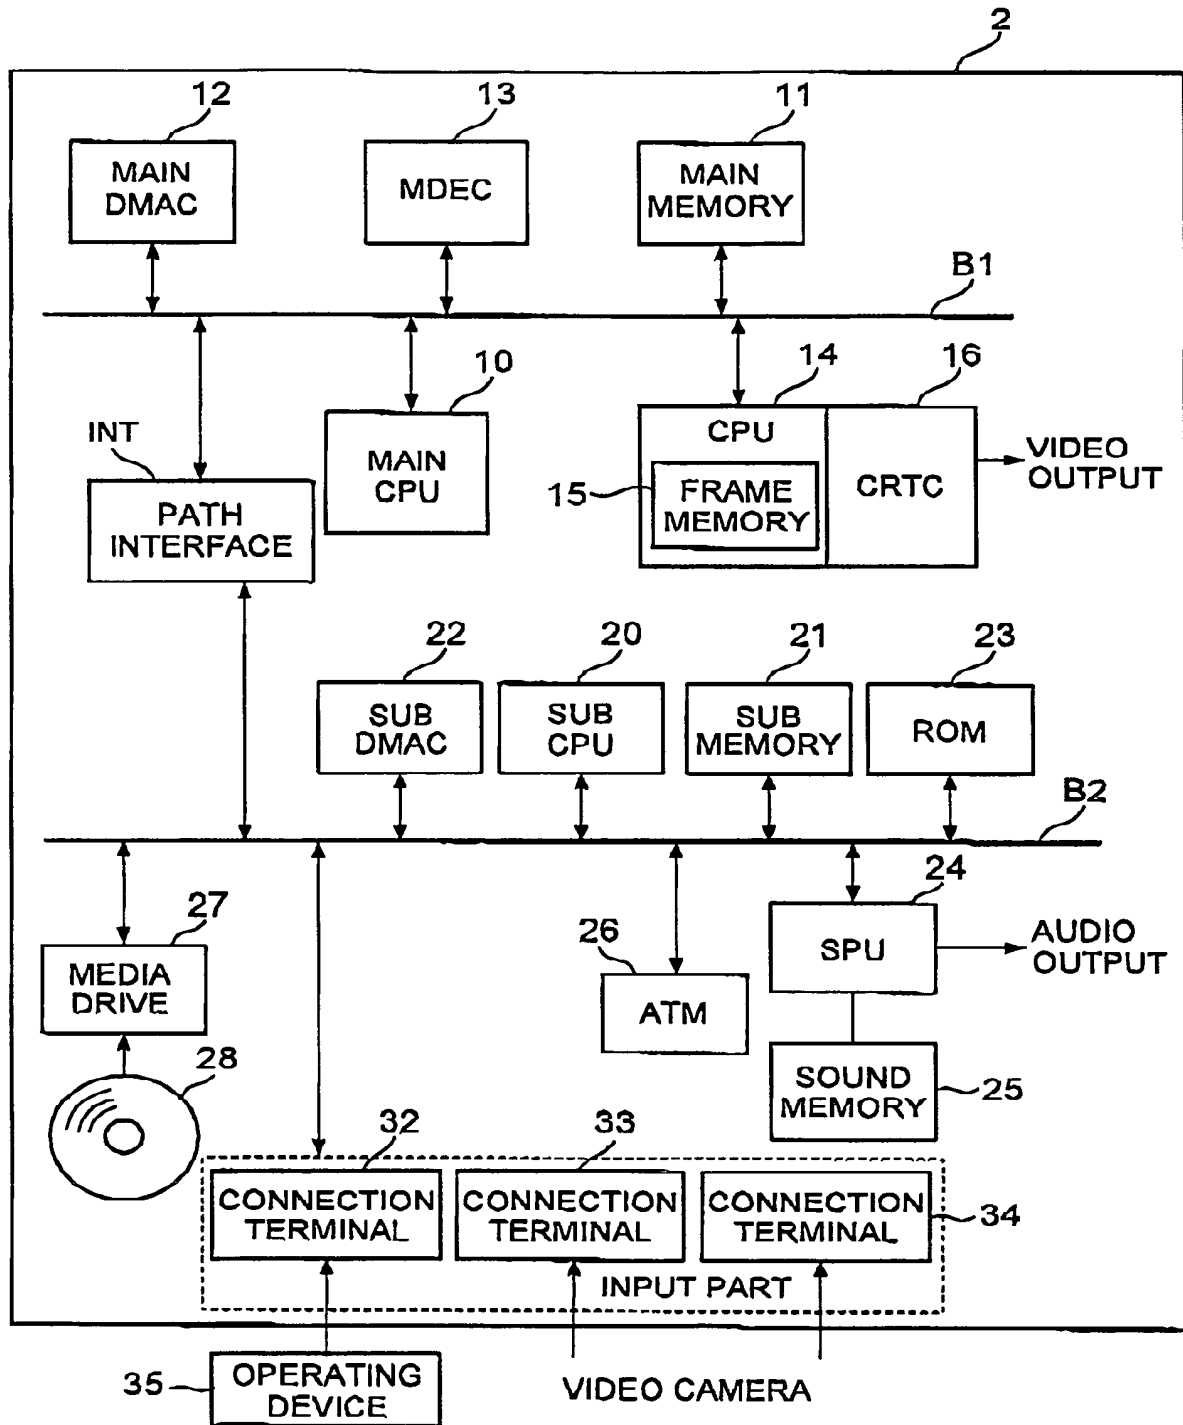 2
12
13
11
MAIN
DMAC
MDEC
MAIN
MEMORY
B1
10
14
16
INT
MAIN
CPU
CPU
15
FRAME
MEMORY
CRTC
VIDEO
OUTPUT
PATH
INTERFACE
22
20
21
23
SUB
DMAC
SUB
CPU
SUB
MEMORY
ROM
B2
27
26
24
MEDIA
DRIVE
ATM
SPU
AUDIO
OUTPUT
28
SOUND
MEMORY
25
32
33
CONNECTION
TERMINAL
CONNECTION
TERMINAL
CONNECTION
TERMINAL
34
INPUT PART
35
OPERATING
DEVICE
VIDEO CAMERA